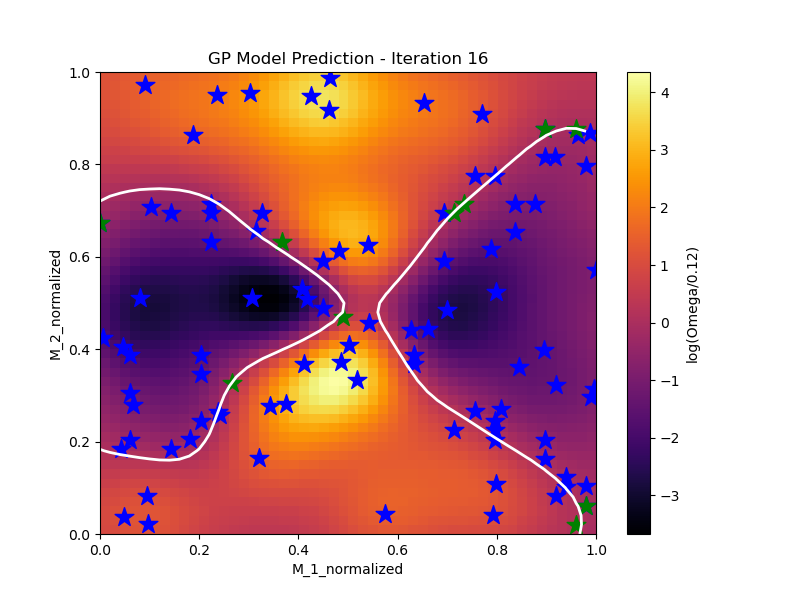 GP Model Prediction - Iteration 16
M_2_normalized
1.0
0.8
0.6
0.4
0.2
0.0
0.0 0.2 0.4 0.6 0.8 1.0
M_1_normalized
4
3
2
1
0
−1
−2
−3
log(Omega/0.12)